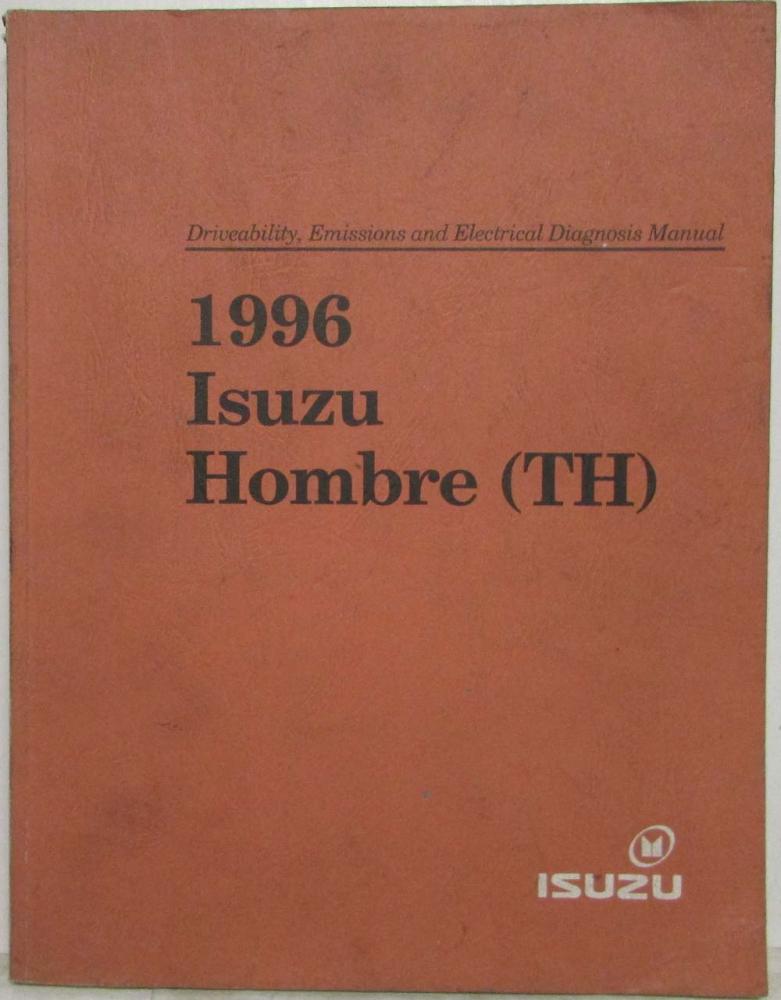 Driveability, Emissions and Electrical Diagnosis Manual
1996
Isuzu
Hombre (TH)
ISUZU